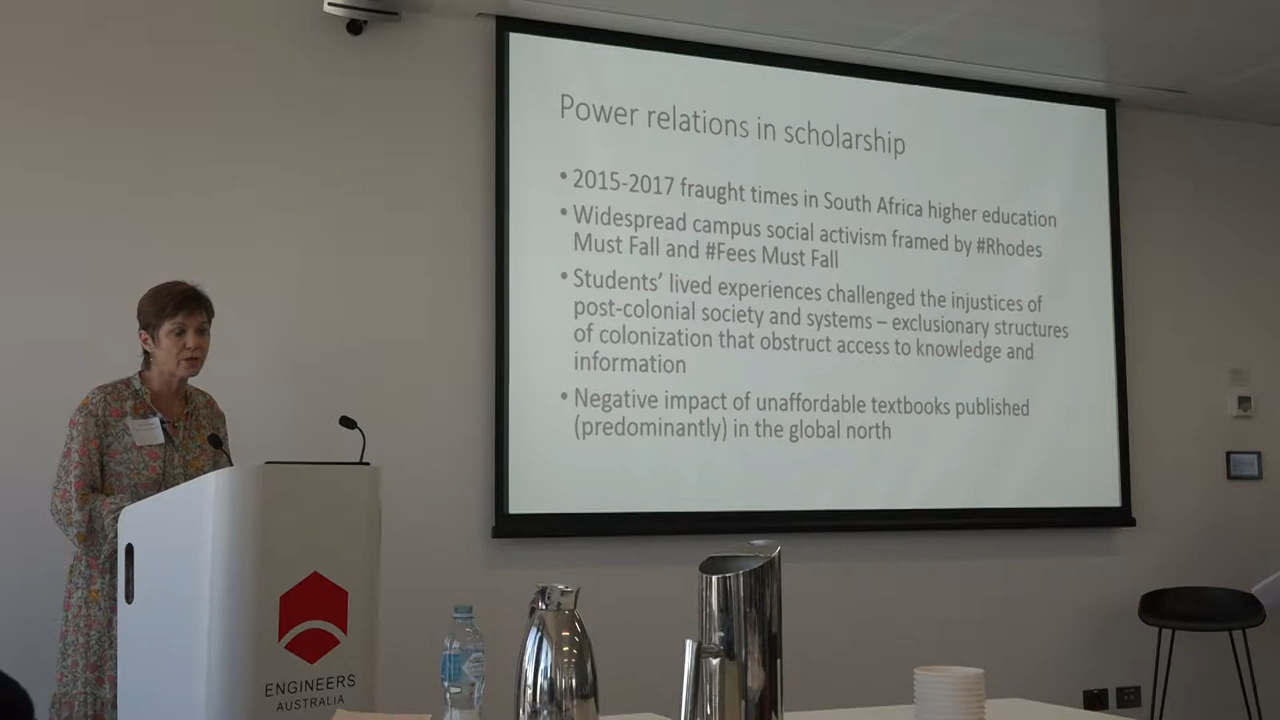 Power relations in scholarship
• 2015-2017 fraught times in South Africa higher education
• Widespread campus social activism framed by #Rhodes
Must Fall and #Fees Must Fall
• Students’ lived experiences challenged the injustices of
post-colonial society and systems – exclusionary structures
of colonization that obstruct access to knowledge and
information
• Negative impact of unaffordable textbooks published
(predominantly) in the global north
ENGINEERS
AUSTRALIA